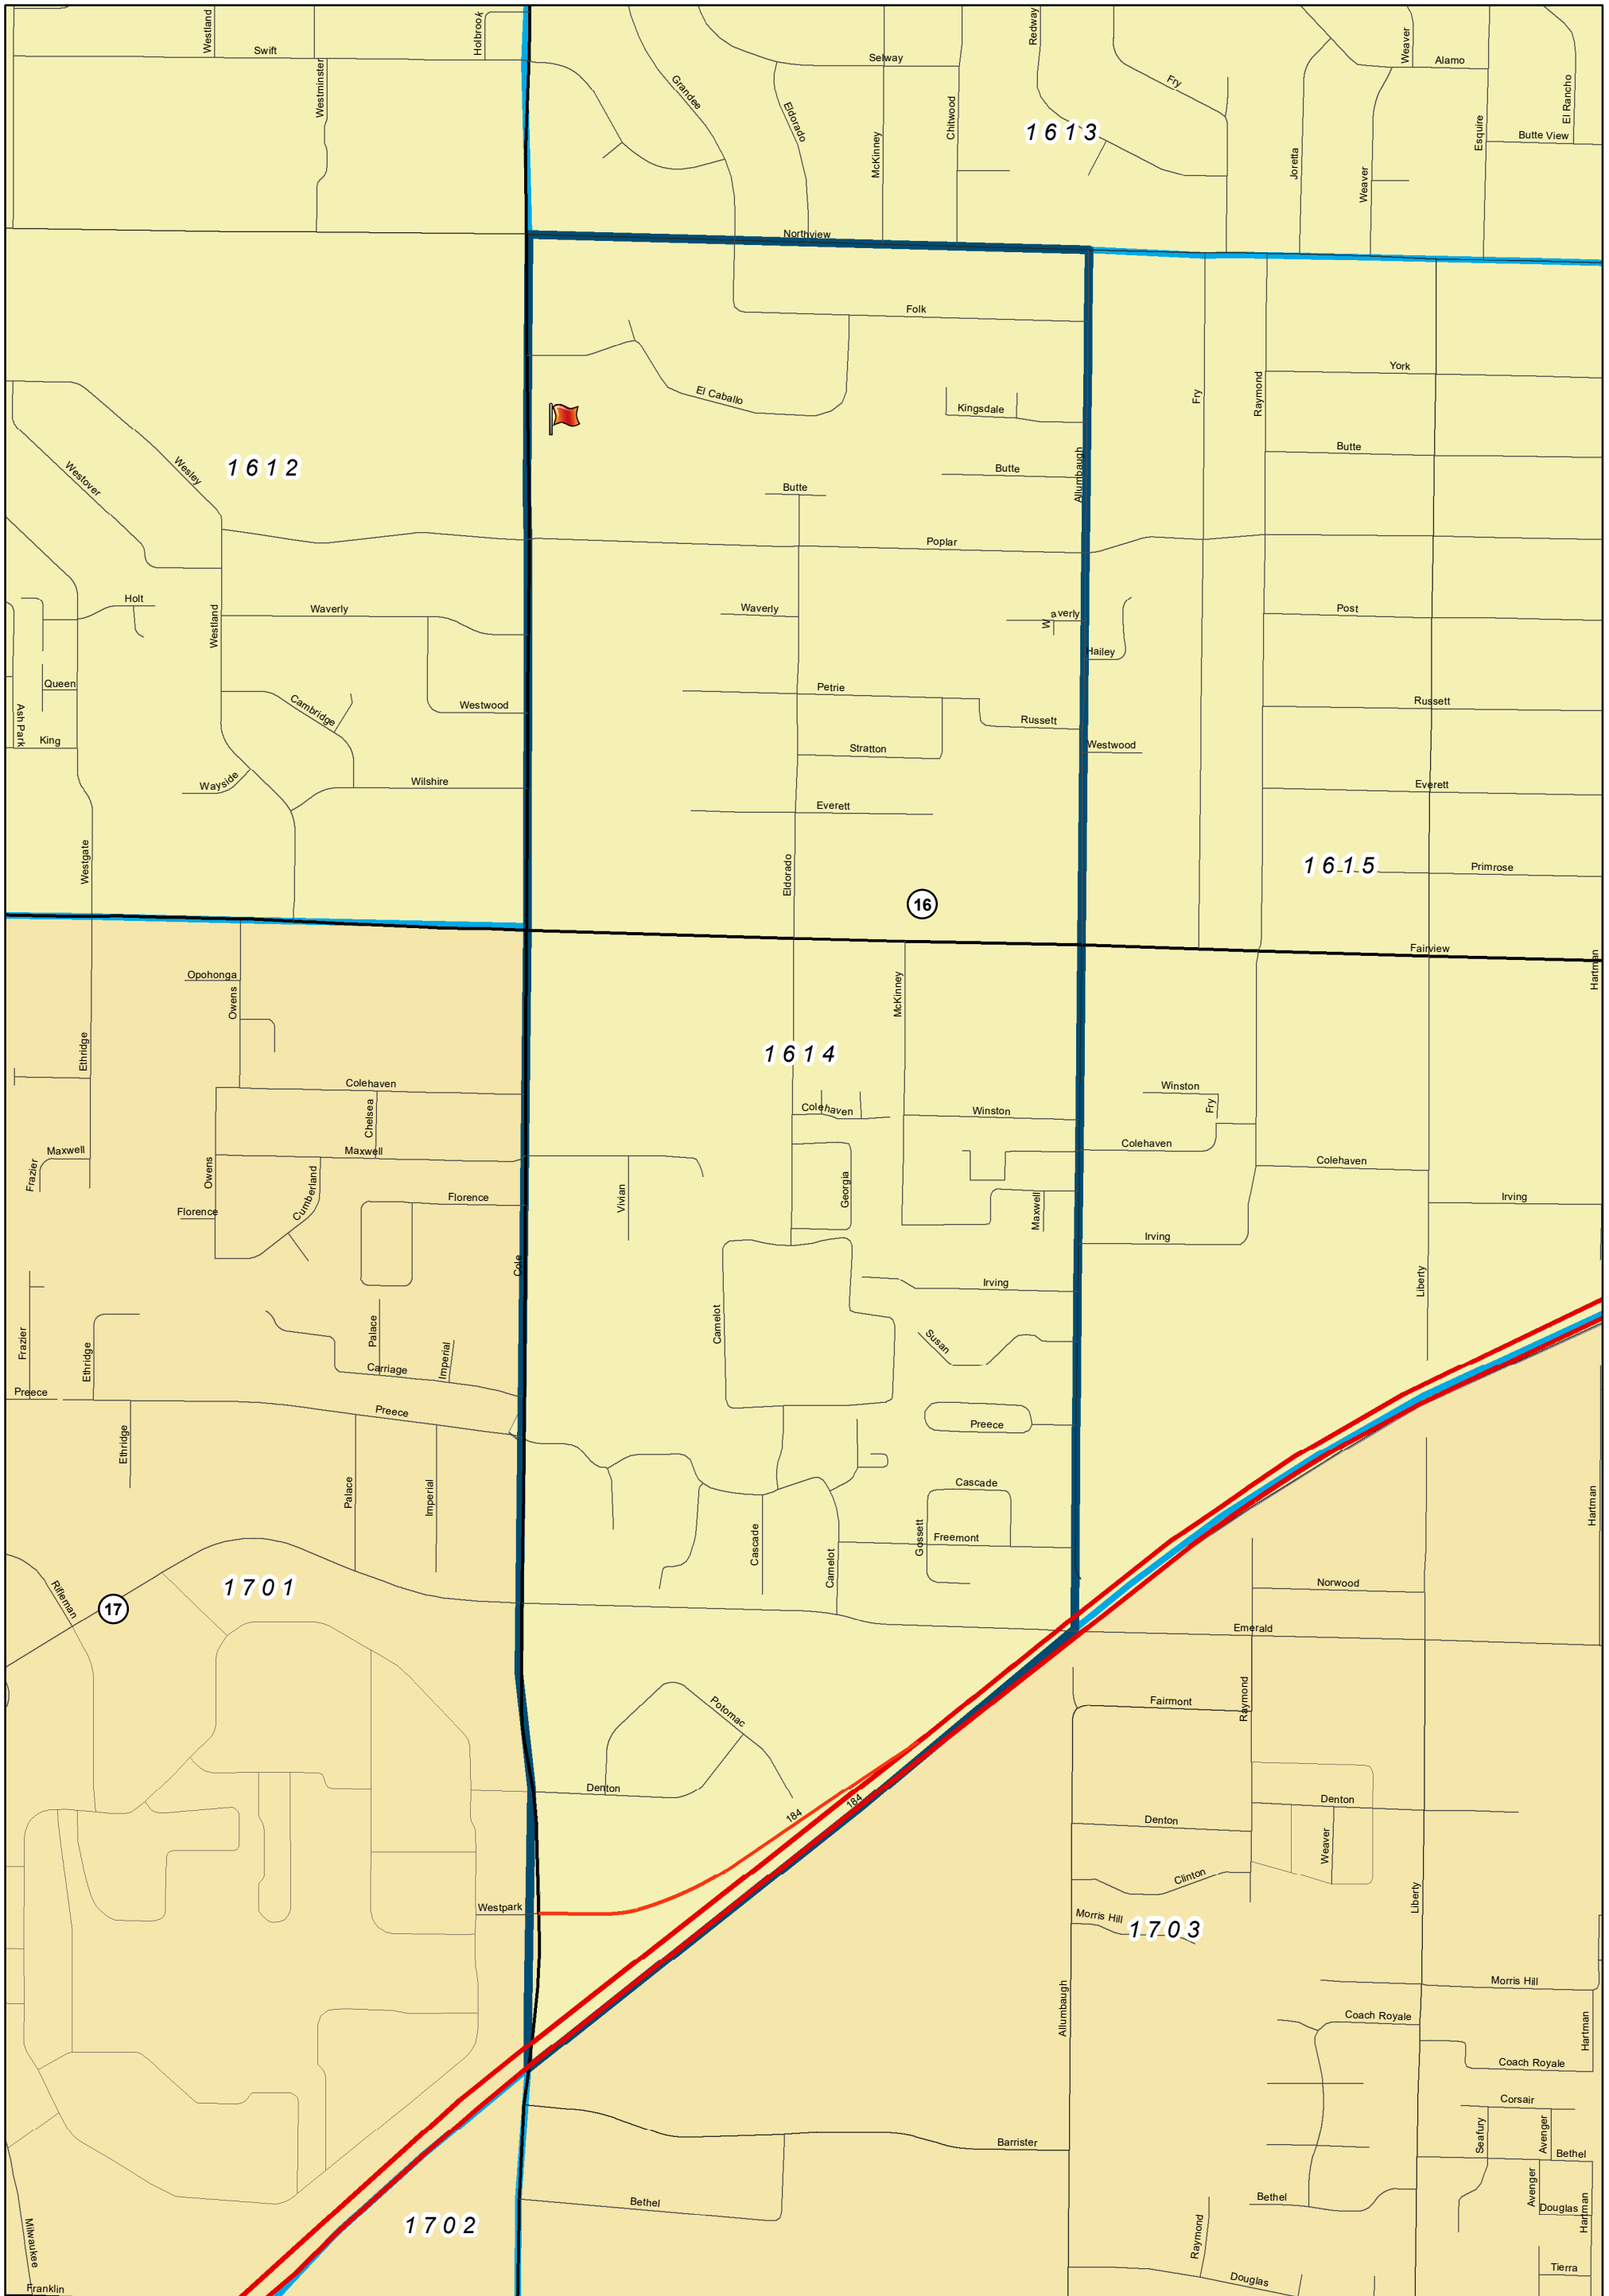 Westland
Holbrook
Swift
Westminster
Grandee
Eldorado
Selway
McKinney
Chitwood
Redway
Fry
1613
Joretta
Weaver
Weaver
Alamo
Esquire
El Rancho
Butte View
Northview
Folk
El Caballo
Kingsdale
Butte
Allumbaugh
Fry
Raymond
York
Butte
Westover
Wesley
1612
Butte
Poplar
Holt
Westland
Waverly
Waverly
Waverly
Hailey
Post
Queen
Ash Park
King
Cambridge
Westwood
Petrie
Russett
Stratton
Westwood
Russett
Wayside
Wilshire
Everett
Everett
Westgate
Eldorado
16
1615
Primrose
Fairview
Hartman
Opohonga
Owens
Ethridge
McKinney
1614
Colehaven
Chelsea
Colehaven
Winston
Winston
Fry
Colehaven
Colehaven
Maxwell
Frazier
Maxwell
Owens
Cumberland
Florence
Florence
Vivian
Georgia
Maxwell
Irving
Irving
Cole
Irving
Liberty
Frazier
Ethridge
Palace
Carriage
Imperial
Camelot
Susan
Preece
Preece
Preece
Ethridge
Palace
Imperial
Cascade
Cascade
Gossett
Freemont
Camelot
Hartman
Rifleman
17
1701
Norwood
Emerald
Potomac
Fairmont
Raymond
Denton
184
184
Denton
Denton
Weaver
Clinton
Liberty
Westpark
Morris Hill
1703
Morris Hill
Allumbaugh
Coach Royale
Hartman
Coach Royale
Corsair
Seafury
Avenger
Bethel
Barrister
Avenger
Douglas
Hartman
Bethel
Bethel
Raymond
1702
Milwaukee
Tierra
Douglas
Franklin